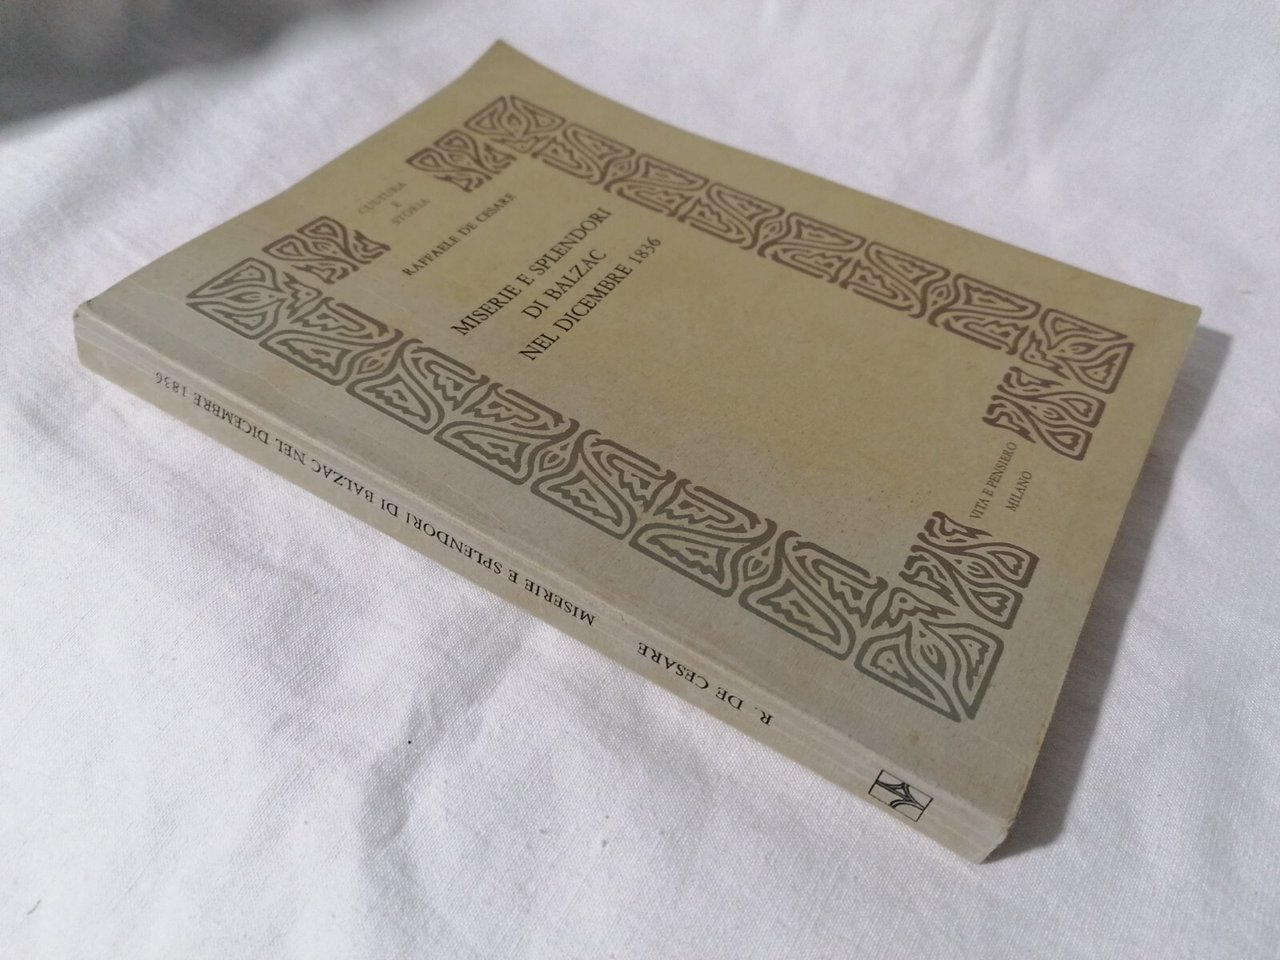 CULTURA
E
STORIA
RAFFAELE DE CESARE
MISERIE E SPLENDORI
DI BALZAC
NEL DICEMBRE 1836
VITA E PENSIERO
MILANO
R. DE CESARE MISERIE E SPLENDORI DI BALZAC NEL DICEMBRE 1836